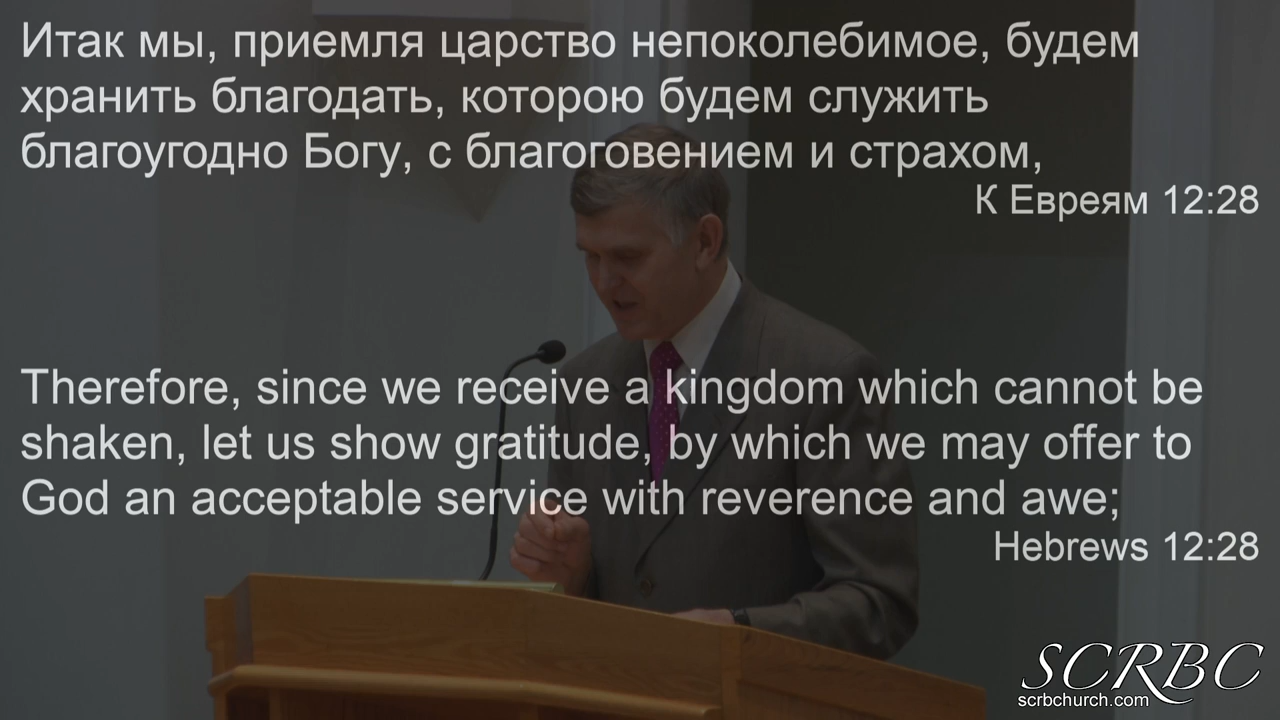 Итак мы, приемля царство непоколебимое, будем
хранить благодать, которою будем служить
благоугодно Богу, с благоговением и страхом,
К Евреям 12:28
Therefore, since we receive a kingdom which cannot be
shaken, let us show gratitude, by which we may offer to
God an acceptable service with reverence and awe;
Hebrews 12:28
SCRBC
scrbchurch.com